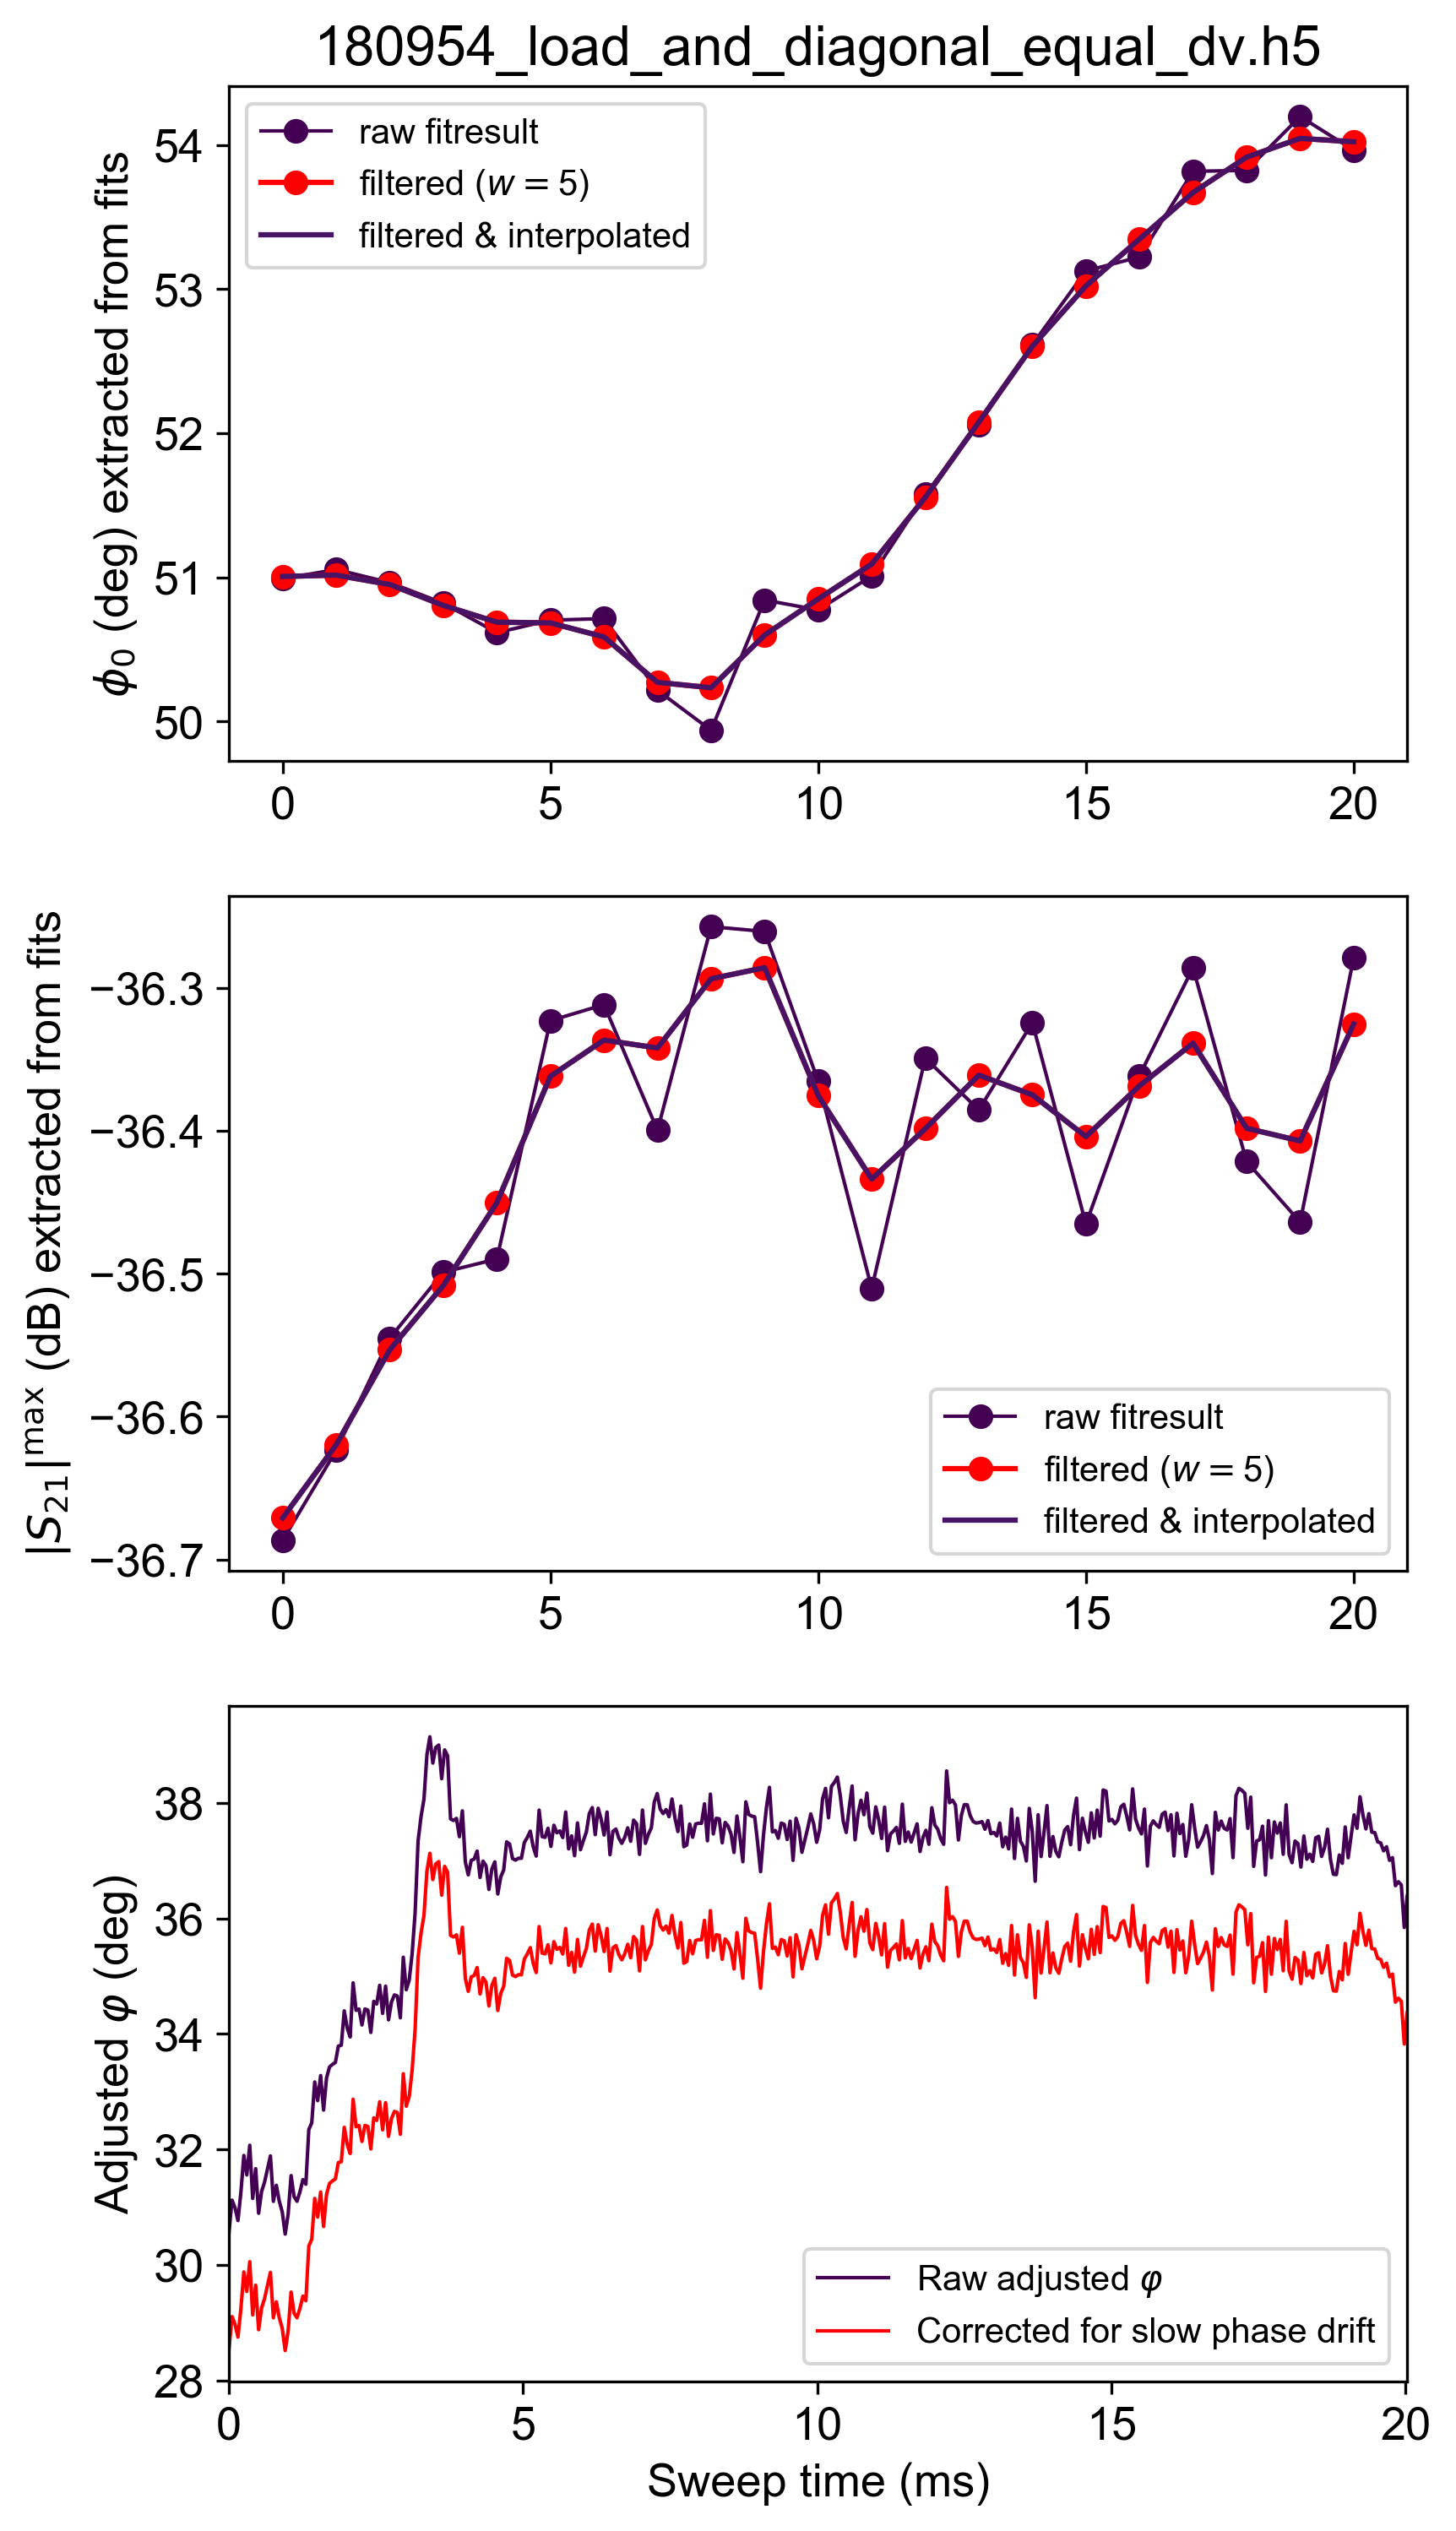 180954_load_and_diagonal_equal_dv.h5
ϕ₀ (deg) extracted from fits
54
53
52
51
50
raw fitresult
filtered (w = 5)
filtered & interpolated
0 5 10 15 20
|S₂₁|ᵐᵃˣ (dB) extracted from fits
−36.3
−36.4
−36.5
−36.6
−36.7
raw fitresult
filtered (w = 5)
filtered & interpolated
0 5 10 15 20
Adjusted φ (deg)
38
36
34
32
30
28
Raw adjusted φ
Corrected for slow phase drift
0 5 10 15 20
Sweep time (ms)